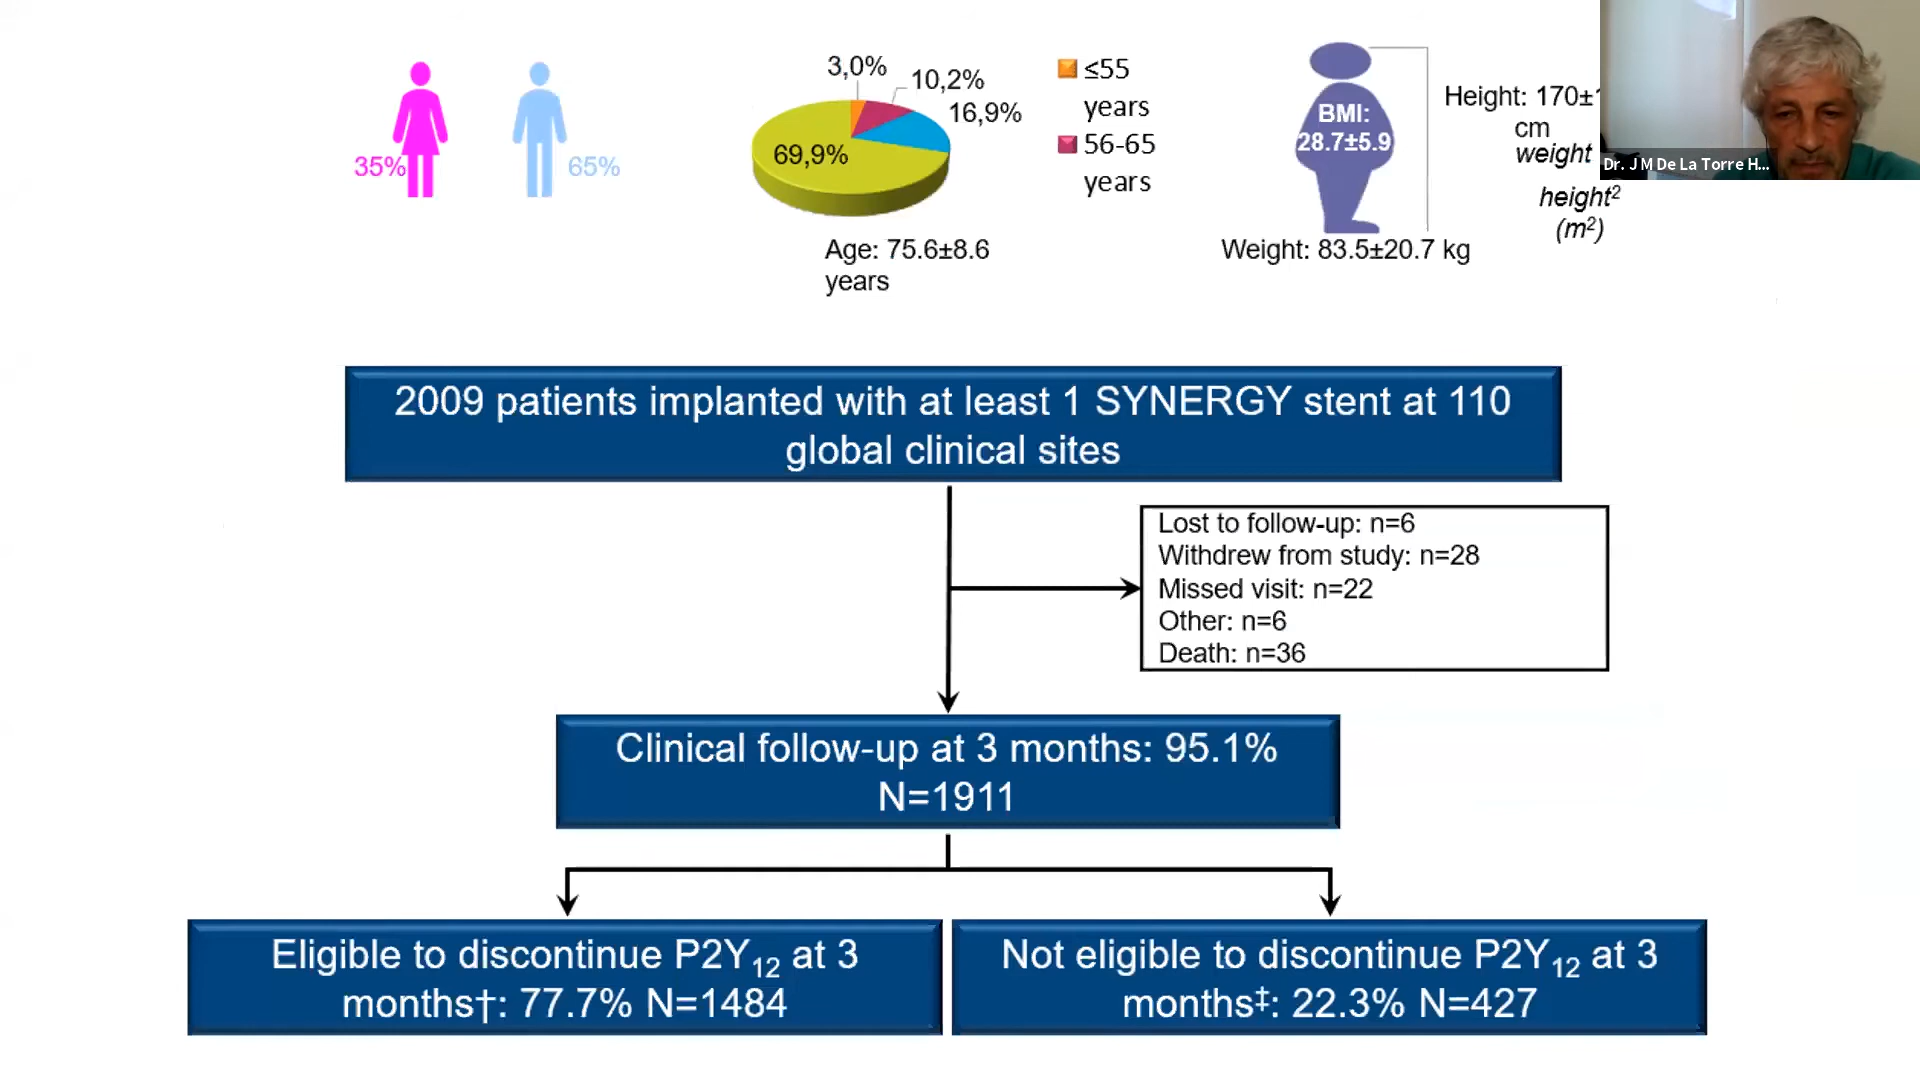 35%
65%
3,0%
10,2%
16,9%
69,9%
Age: 75.6±8.6
years
≤55
years
56-65
years
BMI:
28.7±5.9
Weight: 83.5±20.7 kg
Height: 170±
cm
weight
height²
(m²)
Dr. J M De La Torre H...
2009 patients implanted with at least 1 SYNERGY stent at 110
global clinical sites
Lost to follow-up: n=6
Withdrew from study: n=28
Missed visit: n=22
Other: n=6
Death: n=36
Clinical follow-up at 3 months: 95.1%
N=1911
Eligible to discontinue P2Y₁₂ at 3
months†: 77.7% N=1484
Not eligible to discontinue P2Y₁₂ at 3
months‡: 22.3% N=427